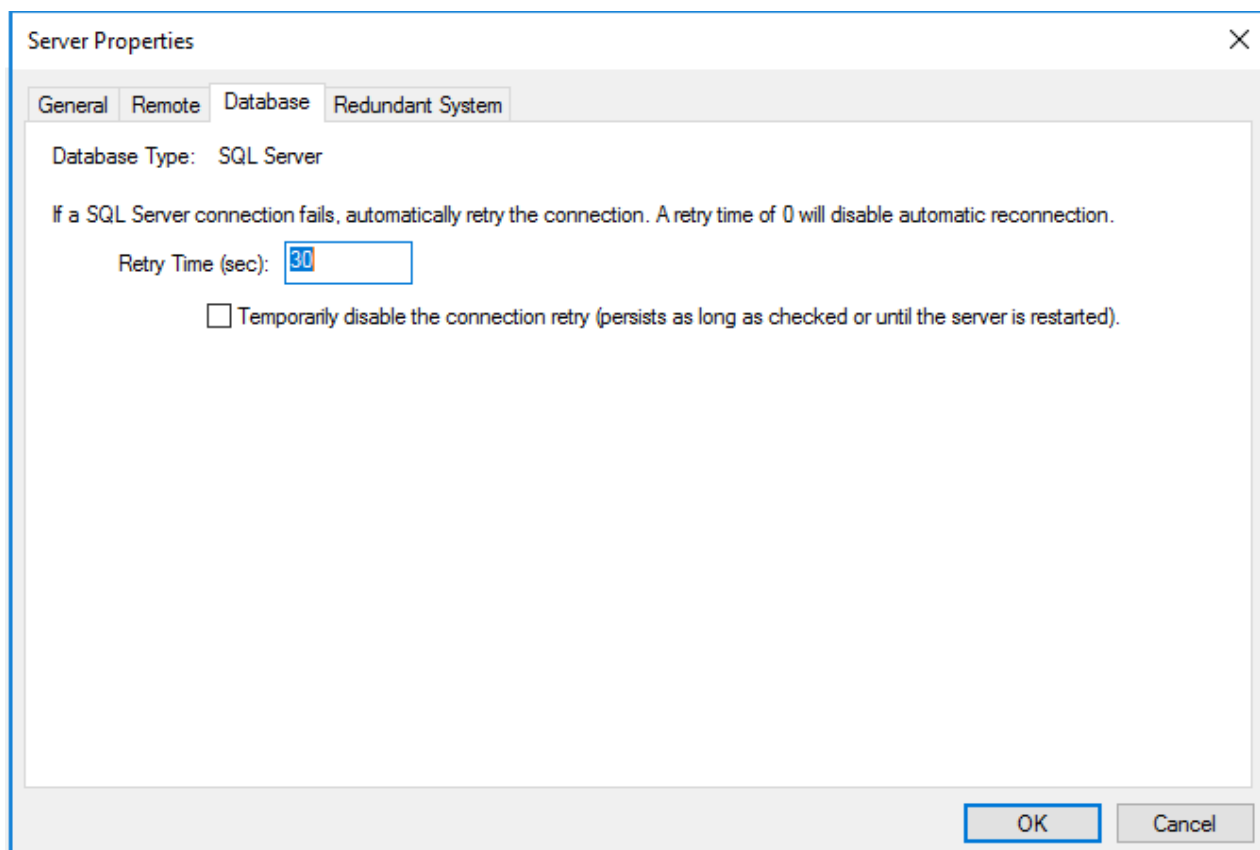 Server Properties
General Remote Database Redundant System
Database Type: SQL Server
If a SQL Server connection fails, automatically retry the connection. A retry time of 0 will disable automatic reconnection.
Retry Time (sec): 30
Temporarily disable the connection retry (persists as long as checked or until the server is restarted).
OK Cancel